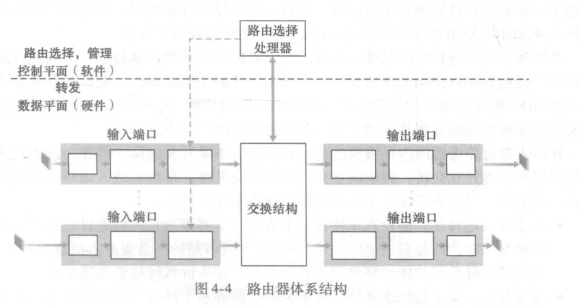 路由选择
处理器
路由选择，管理
控制平面（软件）
转发
数据平面（硬件）
输入端口
输出端口
交换结构
输入端口
输出端口
图4-4 路由器体系结构